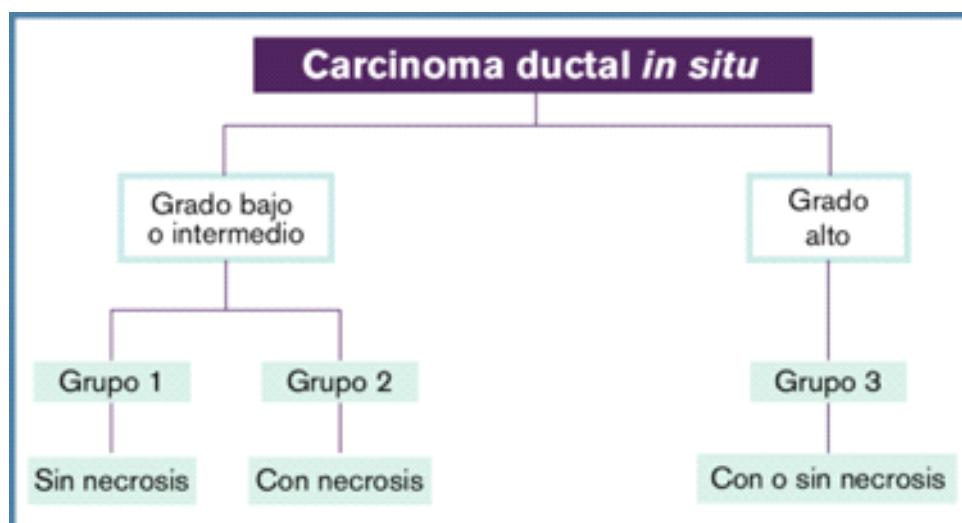 Carcinoma ductal in situ
Grado bajo
o intermedio
Grado
alto
Grupo 1
Grupo 2
Grupo 3
Sin necrosis
Con necrosis
Con o sin necrosis